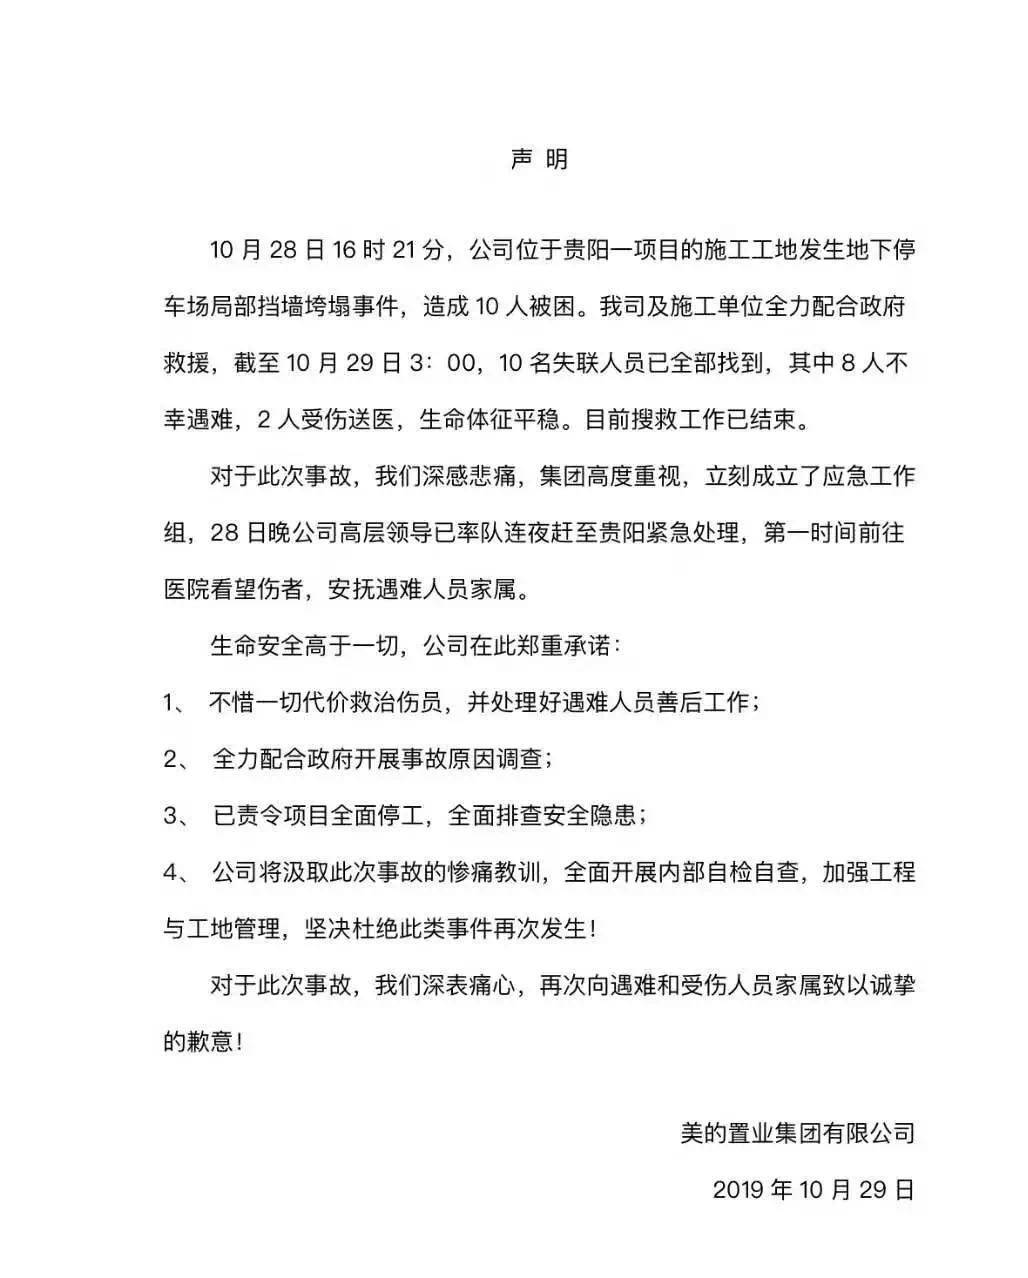 声 明
10 月 28 日 16 时 21 分，公司位于贵阳一项目的施工工地发生地下停
车场局部挡墙垮塌事件，造成 10 人被困。我司及施工单位全力配合政府
救援，截至 10 月 29 日 3：00，10 名失联人员已全部找到，其中 8 人不
幸遇难，2 人受伤送医，生命体征平稳。目前搜救工作已结束。
对于此次事故，我们深感悲痛，集团高度重视，立刻成立了应急工作
组，28 日晚公司高层领导已率队连夜赶至贵阳紧急处理，第一时间前往
医院看望伤者，安抚遇难人员家属。
生命安全高于一切，公司在此郑重承诺：
1、 不惜一切代价救治伤员，并处理好遇难人员善后工作；
2、 全力配合政府开展事故原因调查；
3、 已责令项目全面停工，全面排查安全隐患；
4、 公司将汲取此次事故的惨痛教训，全面开展内部自检自查，加强工程
与工地管理，坚决杜绝此类事件再次发生！
对于此次事故，我们深表痛心，再次向遇难和受伤人员家属致以诚挚
的歉意！
美的置业集团有限公司
2019 年 10 月 29 日